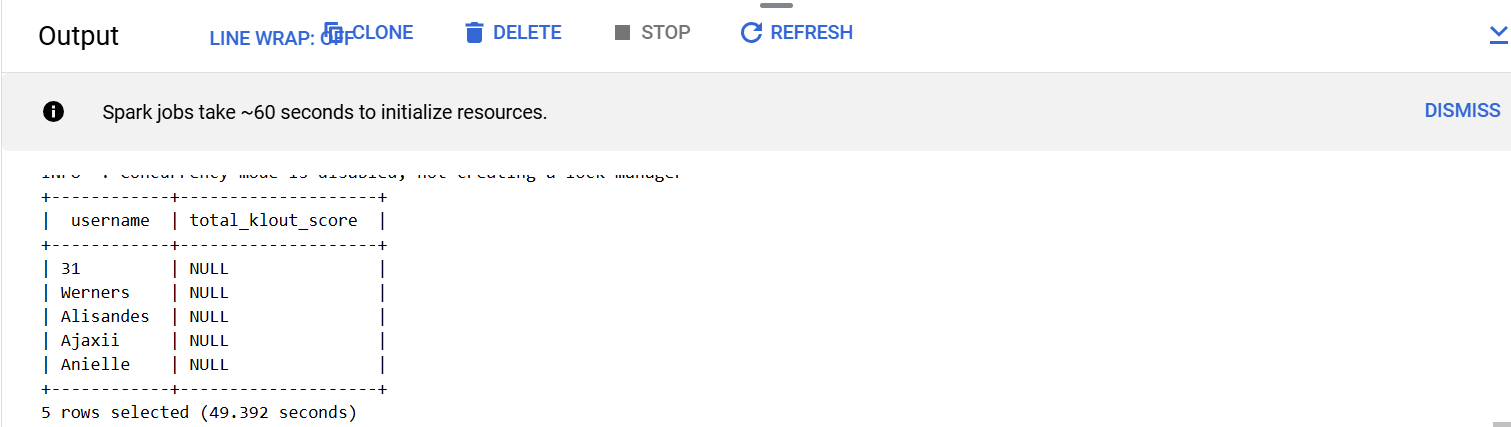 Output LINE WRAP: OFF CLONE DELETE STOP REFRESH
Spark jobs take ~60 seconds to initialize resources. DISMISS
INFO : Concurrency mode is disabled, not creating a lock manager
+------------+--------------------+
| username | total_klout_score |
+------------+--------------------+
| 31 | NULL |
| Werners | NULL |
| Alisandes | NULL |
| Ajaxii | NULL |
| Anielle | NULL |
+------------+--------------------+
5 rows selected (49.392 seconds)